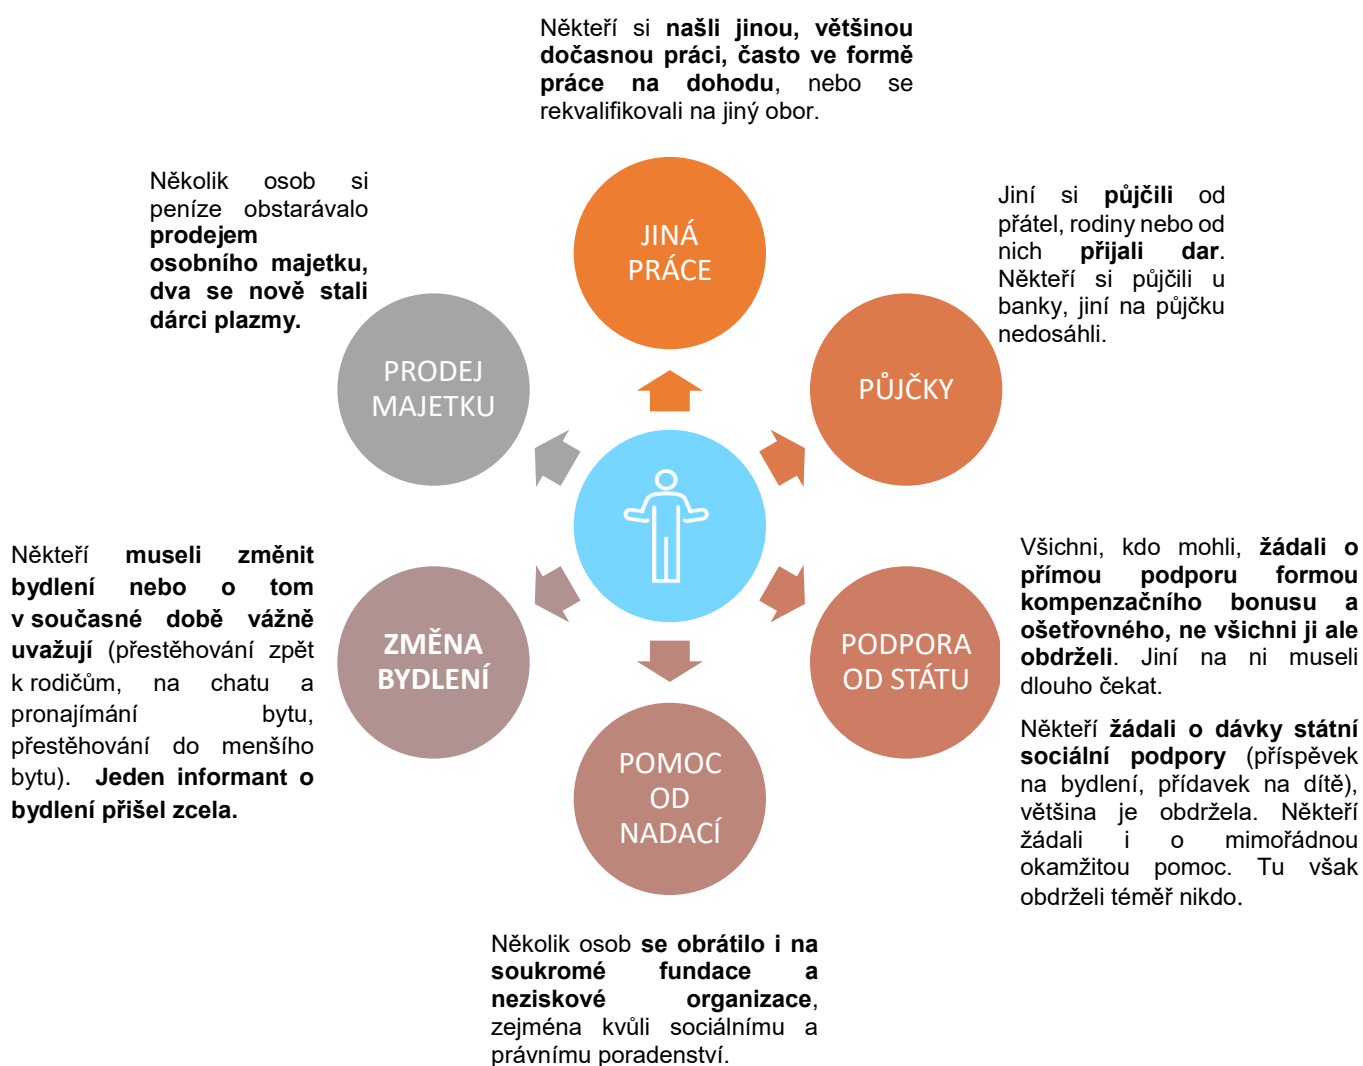 Někteří si našli jinou, většinou
dočasnou práci, často ve formě
práce na dohodu, nebo se
rekvalifikovali na jiný obor.
JINÁ
PRÁCE
Jiní si půjčili od
přátel, rodiny nebo od
nich přijali dar.
Někteří si půjčili u
banky, jiní na půjčku
nedosáhli.
PŮJČKY
Všichni, kdo mohli, žádali o
přímou podporu formou
kompenzačního bonusu a
ošetřovného, ne všichni ji ale
obdrželi. Jiní na ni museli
dlouho čekat.
Někteří žádali o dávky státní
sociální podpory (příspěvek
na bydlení, přídavek na dítě),
většina je obdržela. Někteří
žádali i o mimořádnou
okamžitou pomoc. Tu však
obdrželi téměř nikdo.
PODPORA
OD STÁTU
POMOC
OD
NADACÍ
Několik osob se obrátilo i na
soukromé fundace a
neziskové organizace,
zejména kvůli sociálnímu a
právnímu poradenství.
ZMĚNA
BYDLENÍ
Někteří museli změnit
bydlení nebo o tom
v současné době vážně
uvažují (přestěhování zpět
k rodičům, na chatu a
pronajímání bytu,
přestěhování do menšího
bytu). Jeden informant o
bydlení přišel zcela.
PRODEJ
MAJETKU
Několik osob si
peníze obstarávalo
prodejem
osobního majetku,
dva se nově stali
dárci plazmy.